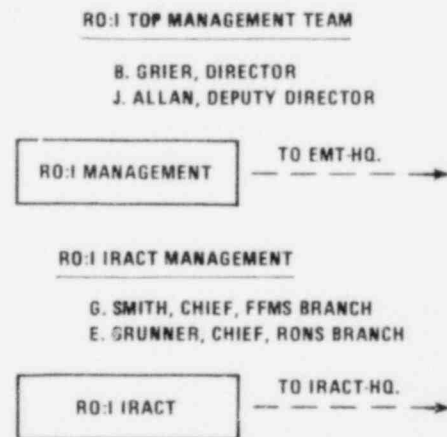 RO:I TOP MANAGEMENT TEAM
B. GRIER, DIRECTOR
J. ALLAN, DEPUTY DIRECTOR
TO EMT-HQ.
RO:I MANAGEMENT
RO:I IRACT MANAGEMENT
G. SMITH, CHIEF, FFMS BRANCH
E. GRUNNER, CHIEF, RONS BRANCH
TO IRACT-HQ.
RO:I IRACT